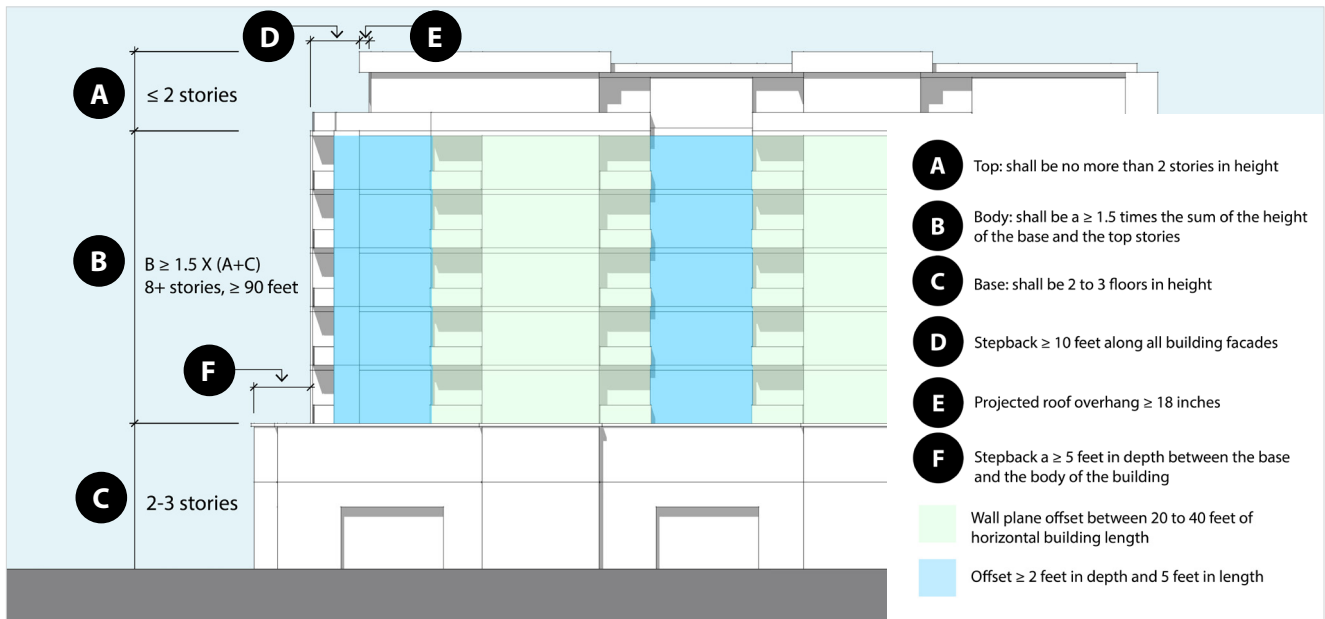 D
E
A
≤ 2 stories
B
B ≥ 1.5 X (A+C)
8+ stories, ≥ 90 feet
F
C
2-3 stories
A
Top: shall be no more than 2 stories in height
B
Body: shall be a ≥ 1.5 times the sum of the height
of the base and the top stories
C
Base: shall be 2 to 3 floors in height
D
Stepback ≥ 10 feet along all building facades
E
Projected roof overhang ≥ 18 inches
F
Stepback a ≥ 5 feet in depth between the base
and the body of the building
Wall plane offset between 20 to 40 feet of
horizontal building length
Offset ≥ 2 feet in depth and 5 feet in length